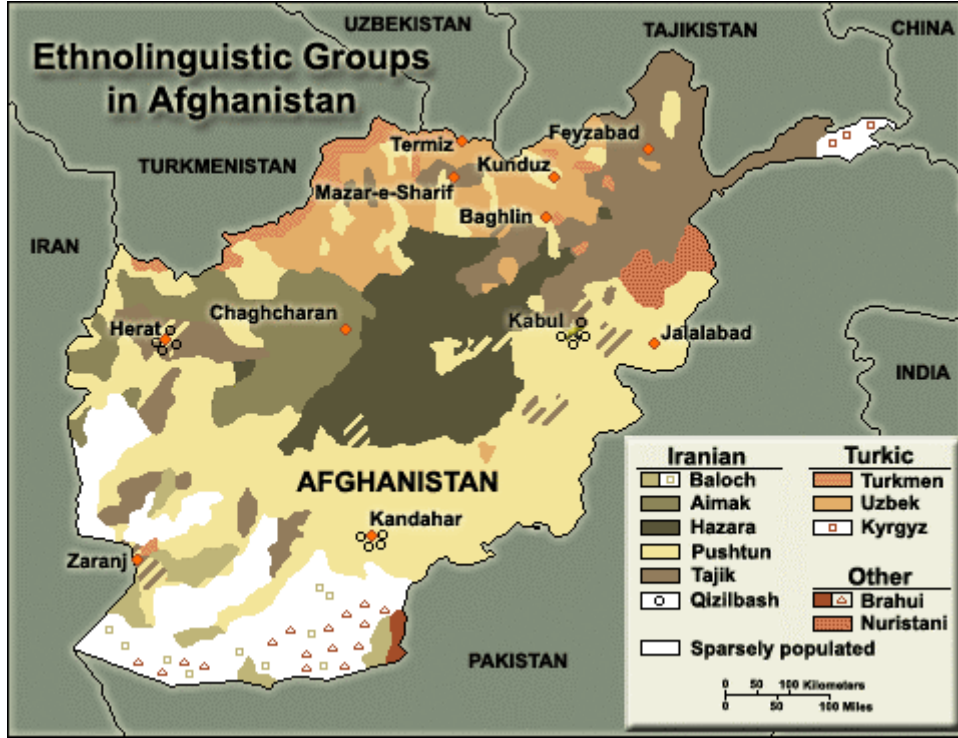 UZBEKISTAN
TAJIKISTAN
CHINA
Ethnolinguistic Groups
in Afghanistan
TURKMENISTAN
IRAN
Termiz
Feyzabad
Kunduz
Mazar-e-Sharif
Baghlin
Chaghcharan
Herat
Kabul
Jalalabad
INDIA
AFGHANISTAN
Kandahar
Zaranj
PAKISTAN
Iranian
Baloch
Aimak
Hazara
Pushtun
Tajik
Qizilbash
Turkic
Turkmen
Uzbek
Kyrgyz
Other
Brahui
Nuristani
Sparsely populated
0 50 100 Kilometers
0 50 100 Miles